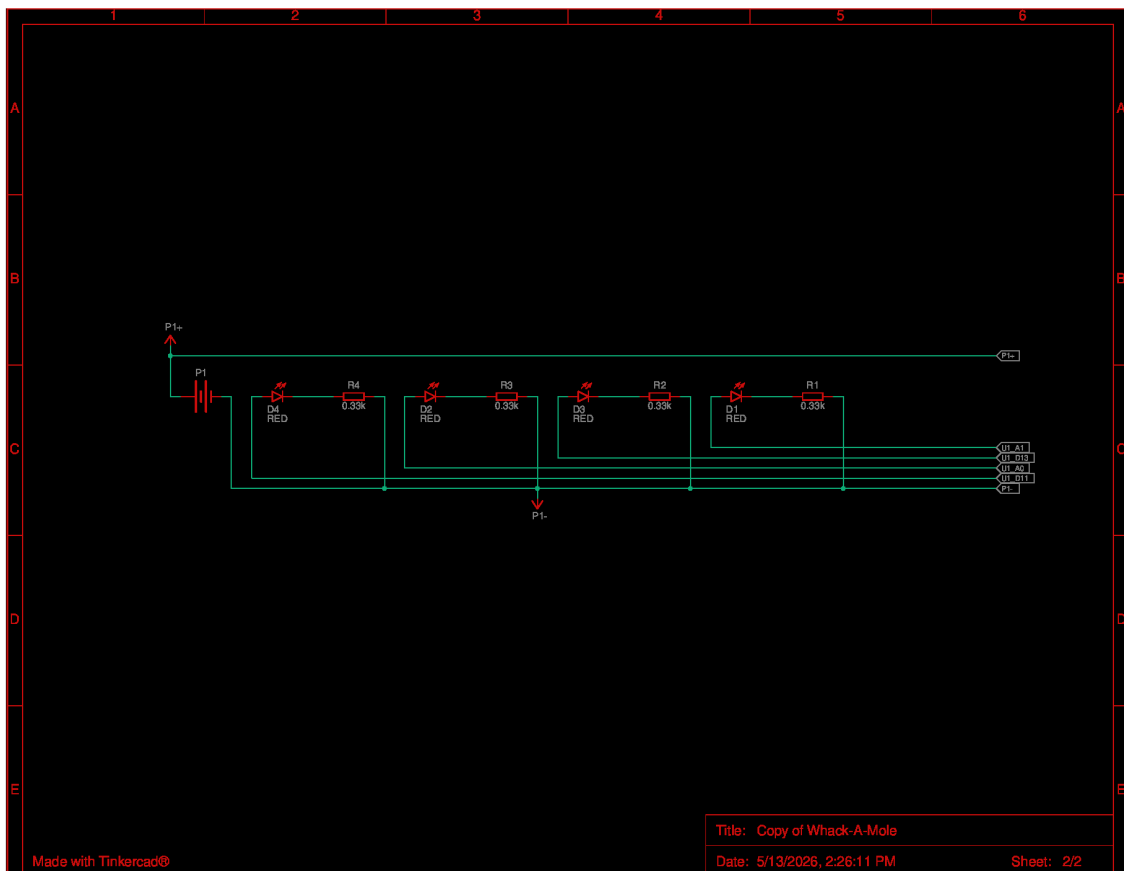 1 2 3 4 5 6
A A
B B
P1+
P1+
P1
R4 R3 R2 R1
0.33k 0.33k 0.33k 0.33k
D4 D2 D3 D1
RED RED RED RED
C C
U1_A1
U1_D13
U1_A0
U1_D11
P1-
P1-
D D
E E
Title: Copy of Whack-A-Mole
Made with Tinkercad®
Date: 5/13/2026, 2:26:11 PM Sheet: 2/2